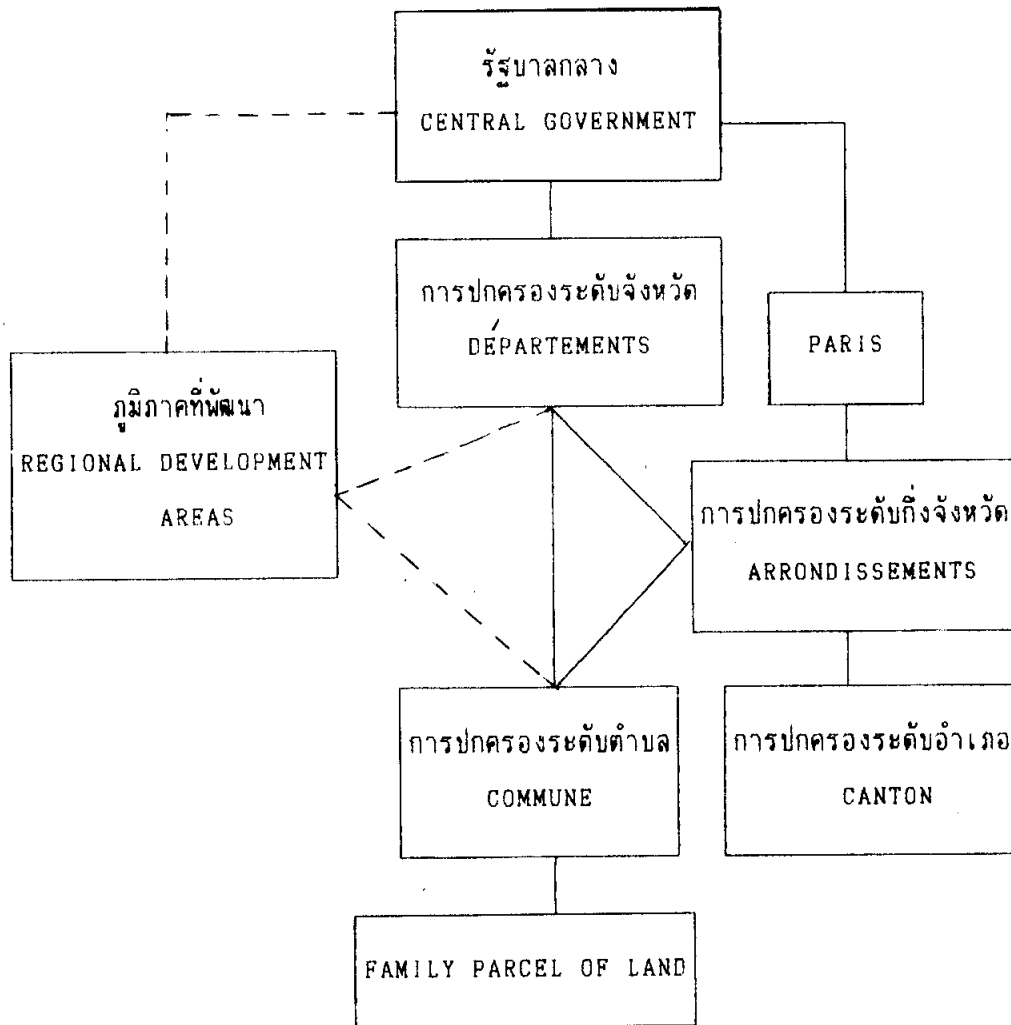 รัฐบาลกลาง
CENTRAL GOVERNMENT
การปกครองระดับจังหวัด
DÉPARTEMENTS
PARIS
ภูมิภาคที่พัฒนา
REGIONAL DEVELOPMENT
AREAS
การปกครองระดับกึ่งจังหวัด
ARRONDISSEMENTS
การปกครองระดับตำบล
COMMUNE
การปกครองระดับอำเภอ
CANTON
FAMILY PARCEL OF LAND